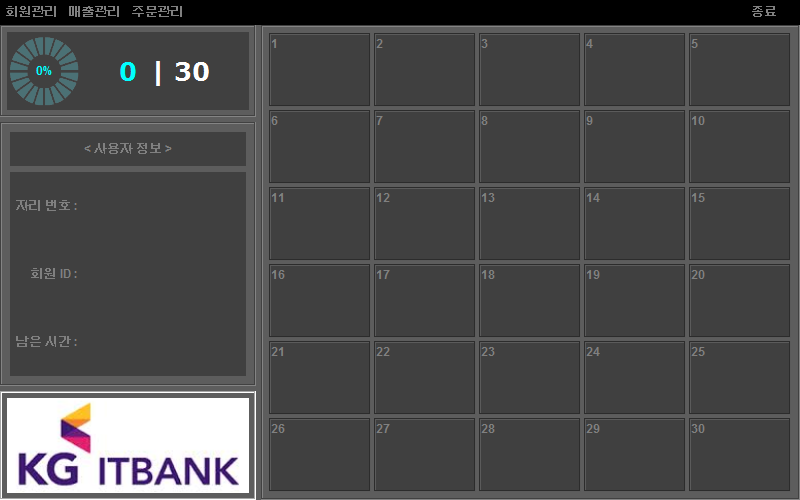 회원관리 매출관리 주문관리 종료
0%
0 | 30
< 사용자 정보 >
자리 번호 :
회원 ID :
남은 시간 :
KG ITBANK
1 2 3 4 5
6 7 8 9 10
11 12 13 14 15
16 17 18 19 20
21 22 23 24 25
26 27 28 29 30